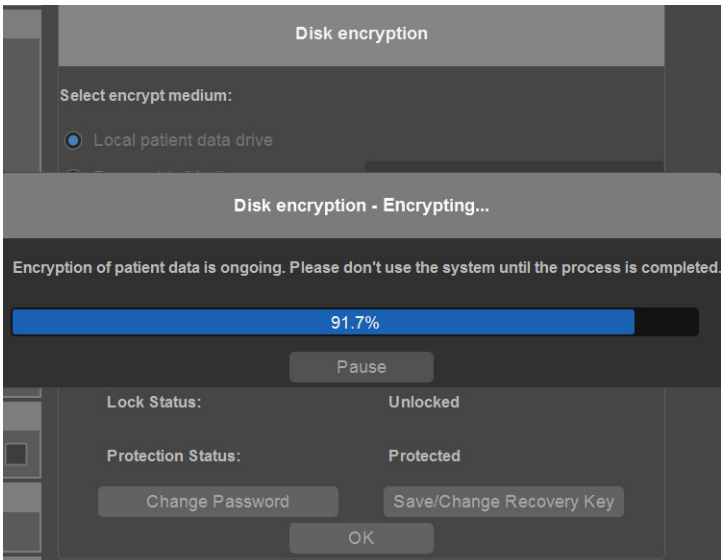 Disk encryption
Select encrypt medium:
Local patient data drive
Disk encryption - Encrypting...
Encryption of patient data is ongoing. Please don't use the system until the process is completed.
91.7%
Pause
Lock Status: Unlocked
Protection Status: Protected
Change Password Save/Change Recovery Key
OK